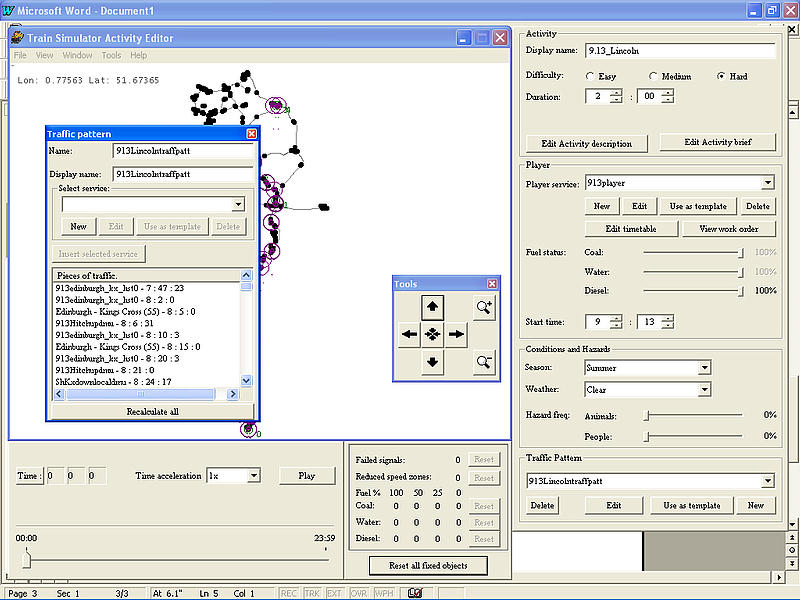 Microsoft Word - Document1
Train Simulator Activity Editor
File View Window Tools Help
Lon: 0.77563 Lat: 51.67365
Traffic pattern
Name: 913Lincolntraffpatt
Display name: 913Lincolntraffpatt
Select service:
New Edit Use as template Delete
Insert selected service
Pieces of traffic.
913edinburgh_kx_hst0 - 7 : 47 : 23
913edinburgh_kx_hst0 - 8 : 2 : 0
Edinburgh - Kings Cross (55) - 8 : 5 : 0
913Hitchupdmu - 8 : 6 : 31
913edinburgh_kx_hst0 - 8 : 10 : 3
Edinburgh - Kings Cross (55) - 8 : 15 : 0
913edinburgh_kx_hst0 - 8 : 20 : 3
913Hitchupdmu - 8 : 21 : 0
ShKxdownlocaldmu - 8 : 24 : 17
Recalculate all
Tools
0
Time : 0 0 0 Time acceleration 1x Play
00:00 23:59
Failed signals: 0 Reset
Reduced speed zones: 0 Reset
Fuel % 100 50 25 0
Coal: 0 0 0 0 Reset
Water: 0 0 0 0 Reset
Diesel: 0 0 0 0 Reset
Reset all fixed objects
Activity
Display name: 9.13_Lincoln
Difficulty: Easy Medium Hard
Duration: 2 : 00
Edit Activity description Edit Activity brief
Player
Player service: 913player
New Edit Use as template Delete
Edit timetable View work order
Fuel status: Coal: 100%
Water: 100%
Diesel: 100%
Start time: 9 : 13
Conditions and Hazards
Season: Summer
Weather: Clear
Hazard freq: Animals: 0%
People: 0%
Traffic Pattern
913Lincolntraffpatt
Delete Edit Use as template New
Page 3 Sec 1 3/3 At 6.1" Ln 5 Col 1 REC TRK EXT OVR WPH